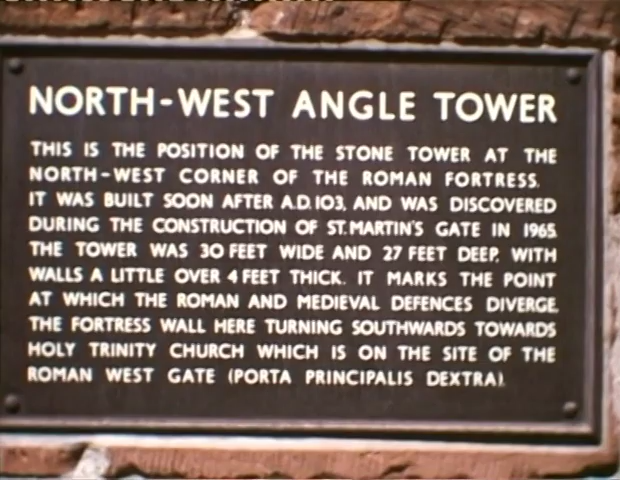 NORTH-WEST ANGLE TOWER
THIS IS THE POSITION OF THE STONE TOWER AT THE
NORTH-WEST CORNER OF THE ROMAN FORTRESS.
IT WAS BUILT SOON AFTER A.D. 103, AND WAS DISCOVERED
DURING THE CONSTRUCTION OF ST. MARTIN'S GATE IN 1965.
THE TOWER WAS 30 FEET WIDE AND 27 FEET DEEP, WITH
WALLS A LITTLE OVER 4 FEET THICK. IT MARKS THE POINT
AT WHICH THE ROMAN AND MEDIEVAL DEFENCES DIVERGE,
THE FORTRESS WALL HERE TURNING SOUTHWARDS TOWARDS
HOLY TRINITY CHURCH WHICH IS ON THE SITE OF THE
ROMAN WEST GATE (PORTA PRINCIPALIS DEXTRA).